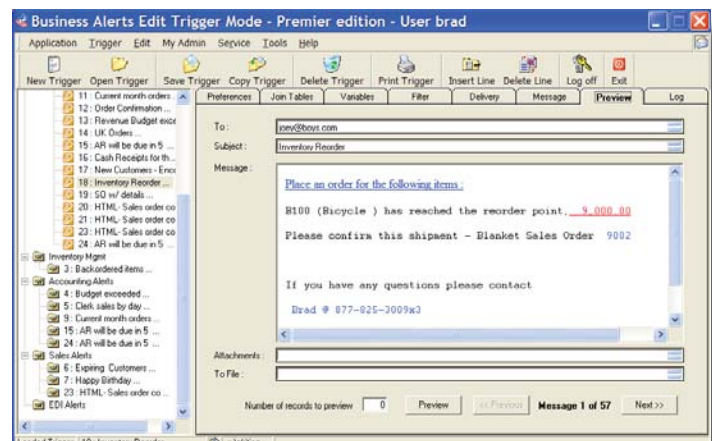 Business Alerts Edit Trigger Mode - Premier edition - User brad
Application Trigger Edit My Admin Service Tools Help
New Trigger Open Trigger Save Trigger Copy Trigger Delete Trigger Print Trigger Insert Line Delete Line Log off Exit
Preferences Join Tables Variables Filter Delivery Message Preview Log
11 : Current month orders
12 : Order Confirmation ...
13 : Revenue Budget exce
14 : UK Orders ...
15 : AR will be due in 5 ...
16 : Cash Receipts for th...
17 : New Customers - Enco
18 : Inventory Reorder ...
19 : SO w/ details ...
20 : HTML- Sales order co
21 : HTML- Sales order co
23 : HTML- Sales order co
24 : AR will be due in 5 ...
Inventory Mgmt
3 : Backordered items ...
Accounting Alerts
4 : Budget exceeded ...
5 : Clerk sales by day ...
9 : Current month orders ...
15 : AR will be due in 5 ...
24 : AR will be due in 5 ...
Sales Alerts
6 : Expiring Customers ...
7 : Happy Birthday ...
23 : HTML- Sales order co ...
EDI Alerts
To :
joey@boys.com
Subject :
Inventory Reorder
Message :
Place an order for the following items :
B100 (Bicycle ) has reached the reorder point, 9,000.00
Please confirm this shipment - Blanket Sales Order 9002
If you have any questions please contact
Brad @ 877-825-3009x3
Attachments :
To File :
Number of records to preview 0 Preview << Previous Message 1 of 57 Next >>